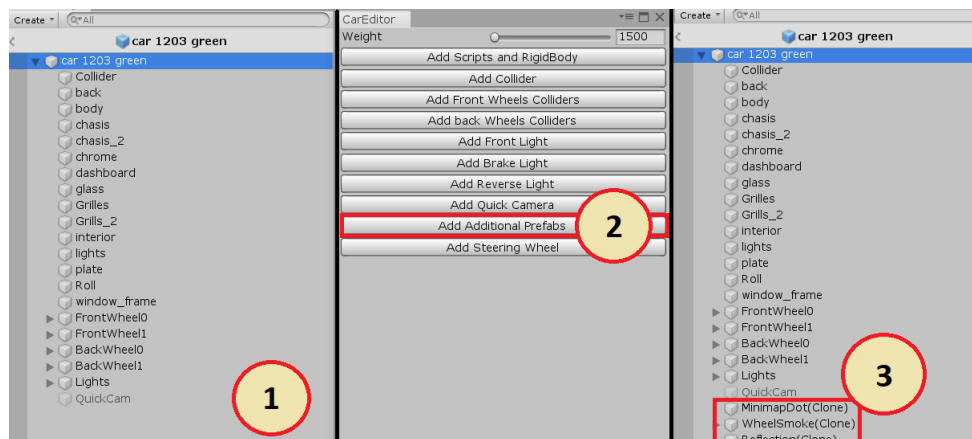 Create
All
car 1203 green
car 1203 green
Collider
back
body
chasis
chasis_2
chrome
dashboard
glass
Grilles
Grills_2
interior
lights
plate
Roll
window_frame
FrontWheel0
FrontWheel1
BackWheel0
BackWheel1
Lights
QuickCam
1
CarEditor
Weight
1500
Add Scripts and RigidBody
Add Collider
Add Front Wheels Colliders
Add back Wheels Colliders
Add Front Light
Add Brake Light
Add Reverse Light
Add Quick Camera
Add Additional Prefabs
Add Steering Wheel
2
Create
All
car 1203 green
car 1203 green
Collider
back
body
chasis
chasis_2
chrome
dashboard
glass
Grilles
Grills_2
interior
lights
plate
Roll
window_frame
FrontWheel0
FrontWheel1
BackWheel0
BackWheel1
Lights
QuickCam
MinimapDot(Clone)
WheelSmoke(Clone)
Reflection(Clone)
3